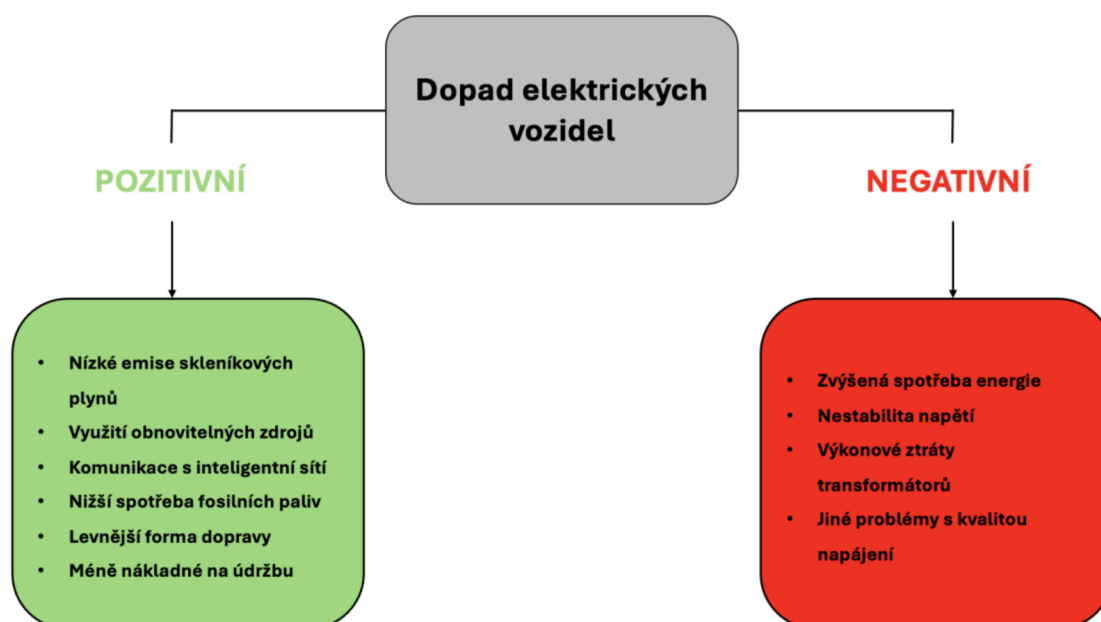 Dopad elektrických
vozidel
POZITIVNÍ
NEGATIVNÍ
• Nízké emise skleníkových
plynů
• Využití obnovitelných zdrojů
• Komunikace s inteligentní sítí
• Nižší spotřeba fosilních paliv
• Levnější forma dopravy
• Méně nákladné na údržbu
• Zvýšená spotřeba energie
• Nestabilita napětí
• Výkonové ztráty
transformátorů
• Jiné problémy s kvalitou
napájení